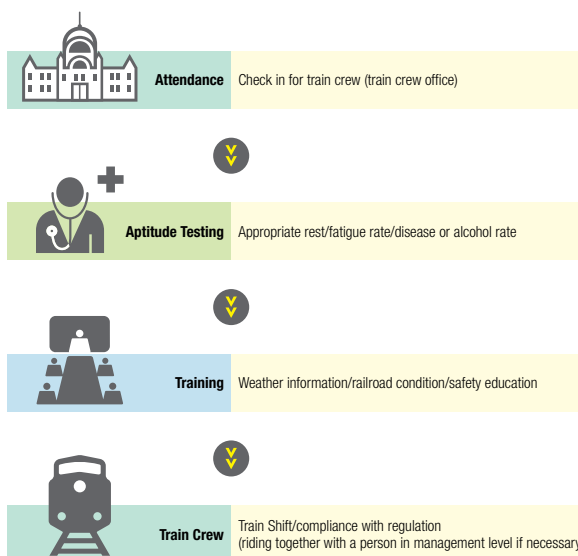 Attendance Check in for train crew (train crew office)
Aptitude Testing Appropriate rest/fatigue rate/disease or alcohol rate
Training Weather information/railroad condition/safety education
Train Crew Train Shift/compliance with regulation
(riding together with a person in management level if necessary